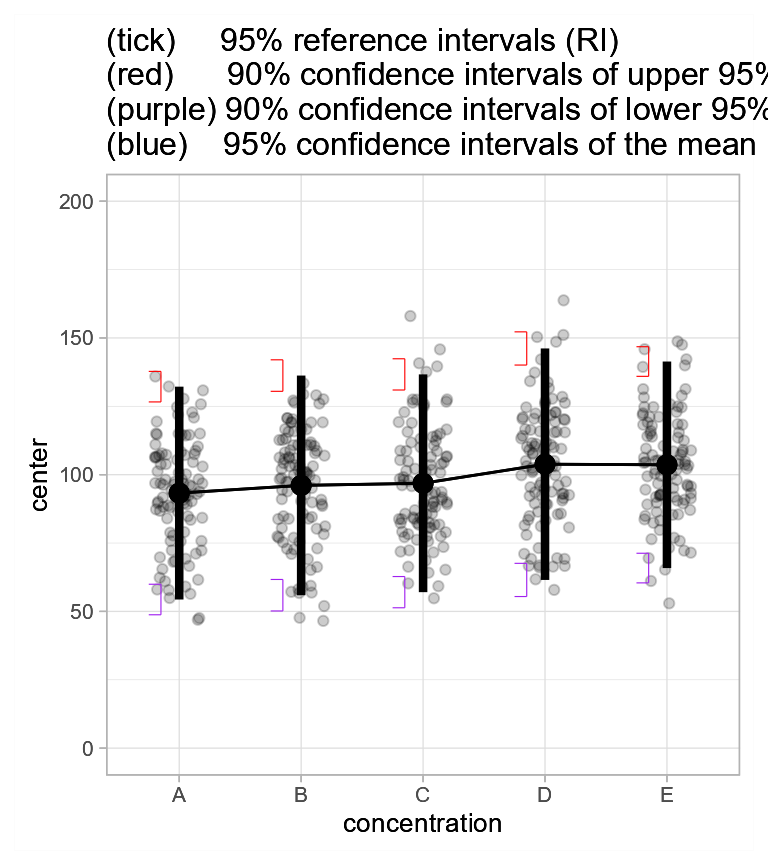 (tick) 95% reference intervals (RI)
(red) 90% confidence intervals of upper 95%
(purple) 90% confidence intervals of lower 95%
(blue) 95% confidence intervals of the mean
200
150
100
50
0
center
A B C D E
concentration